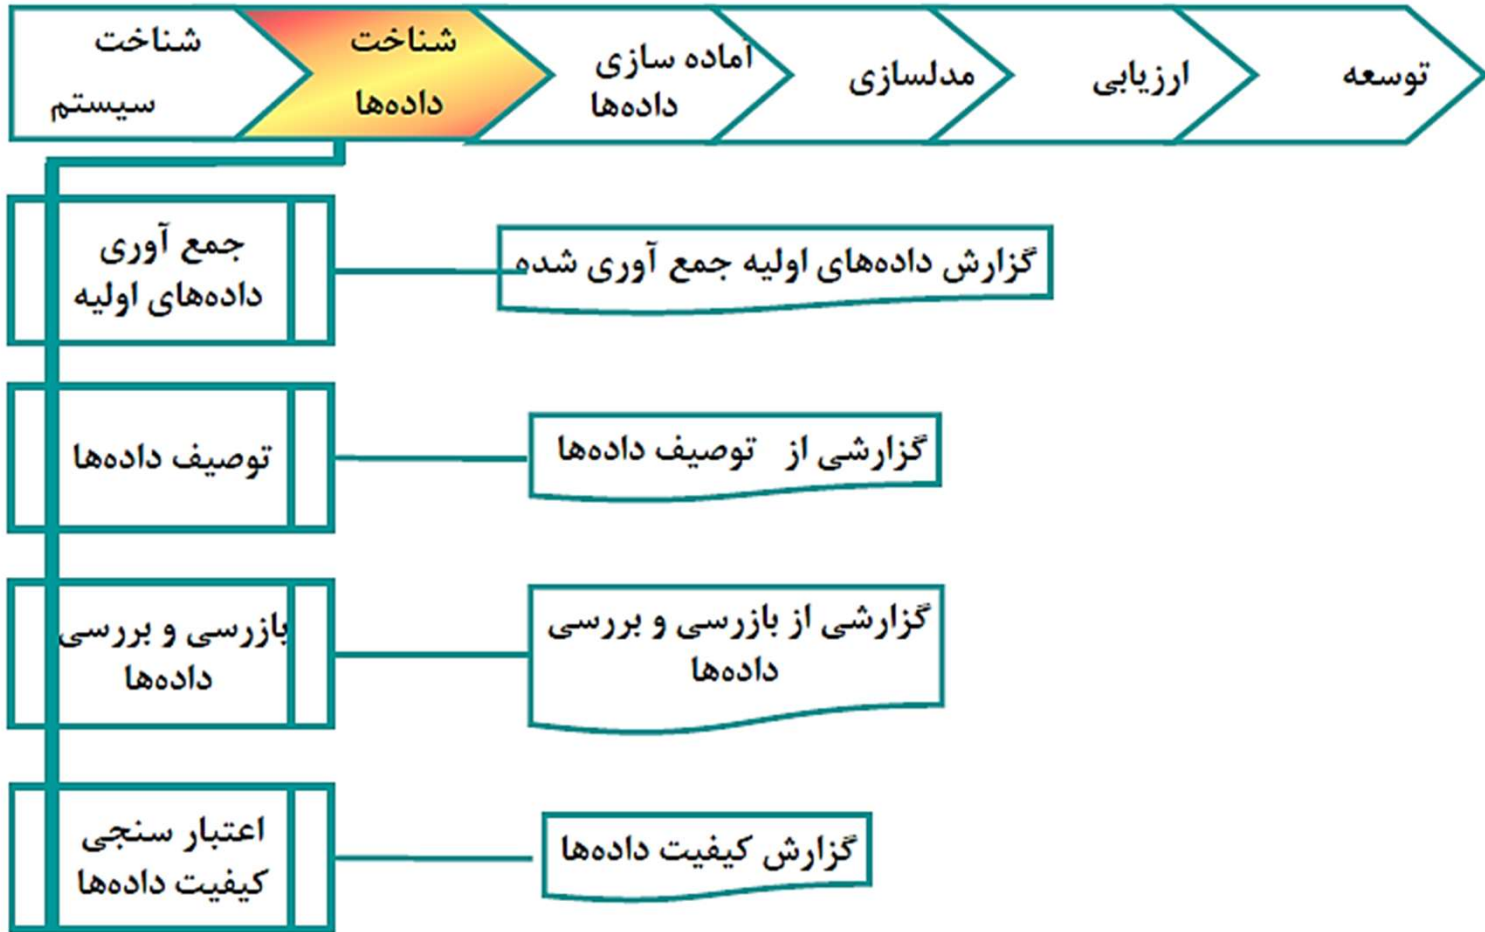 شناخت
سیستم
شناخت
داده‌ها
آماده سازی
داده‌ها
مدلسازی
ارزیابی
توسعه
جمع آوری
داده‌های اولیه
گزارش داده‌های اولیه جمع آوری شده
توصیف داده‌ها
گزارشی از توصیف داده‌ها
بازرسی و بررسی
داده‌ها
گزارشی از بازرسی و بررسی
داده‌ها
اعتبار سنجی
کیفیت داده‌ها
گزارش کیفیت داده‌ها